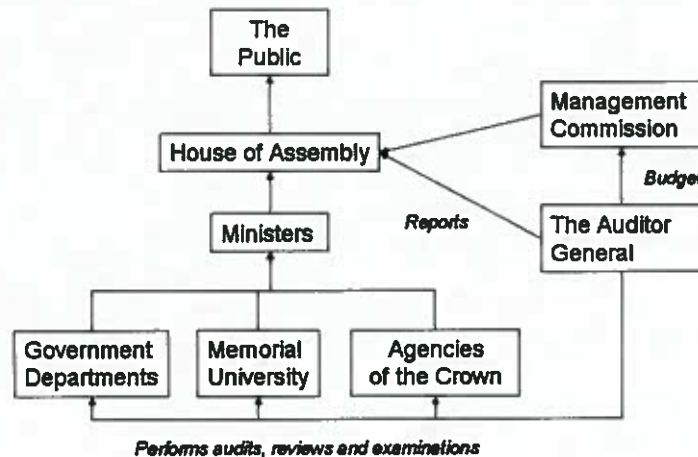 The
Public
Management
Commission
House of Assembly
Budget
Reports
The Auditor
General
Ministers
Government
Departments
Memorial
University
Agencies
of the Crown
Performs audits, reviews and examinations